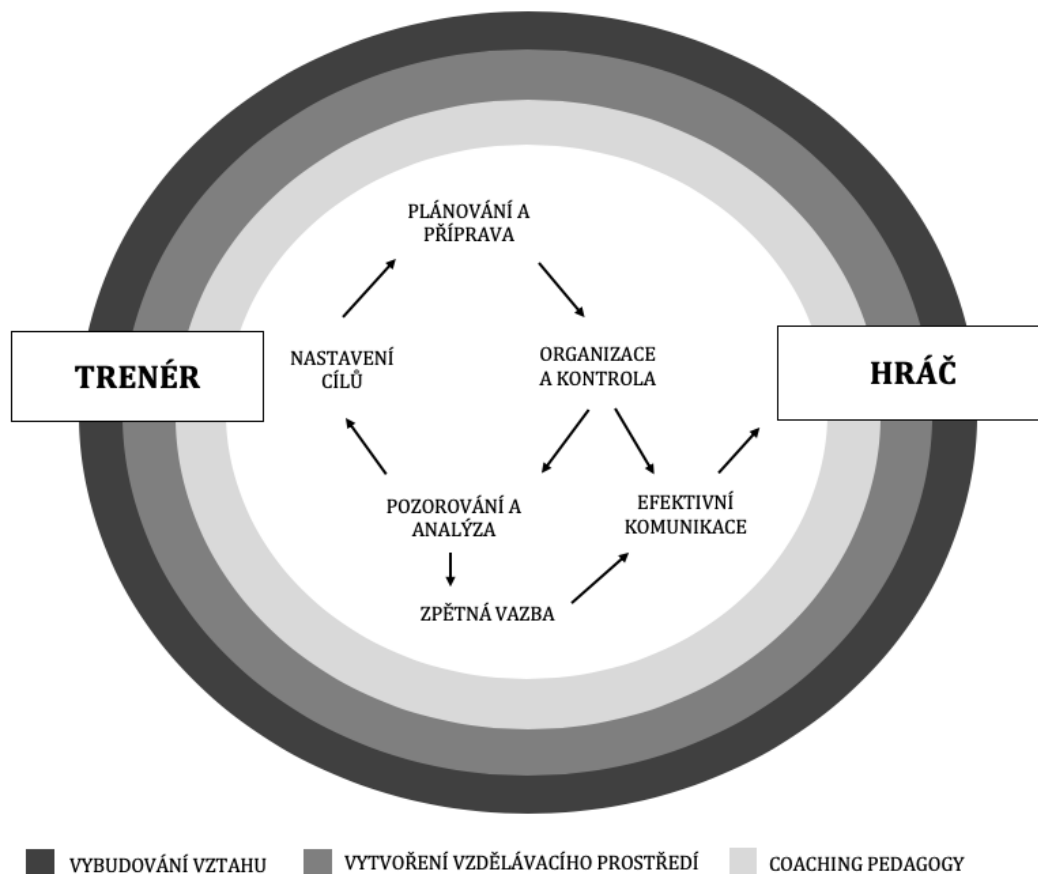 PLÁNOVÁNÍ A
PŘÍPRAVA
TRENÉR
NASTAVENÍ
CÍLŮ
ORGANIZACE
A KONTROLA
HRÁČ
POZOROVÁNÍ A
ANALÝZA
EFEKTIVNÍ
KOMUNIKACE
ZPĚTNÁ VAZBA
VYBUDOVÁNÍ VZTAHU
VYTVOŘENÍ VZDĚLÁVACÍHO PROSTŘEDÍ
COACHING PEDAGOGY